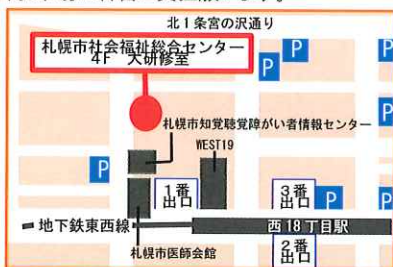 北1条宮の沢通り
札幌市社会福祉総合センター
4F 大研修室
P
P
P
P
札幌市知覚聴覚障がい者情報センター
WEST19
P
1番
出口
3番
出口
P
P
地下鉄東西線
西18丁目駅
札幌市医師会館
2番
出口